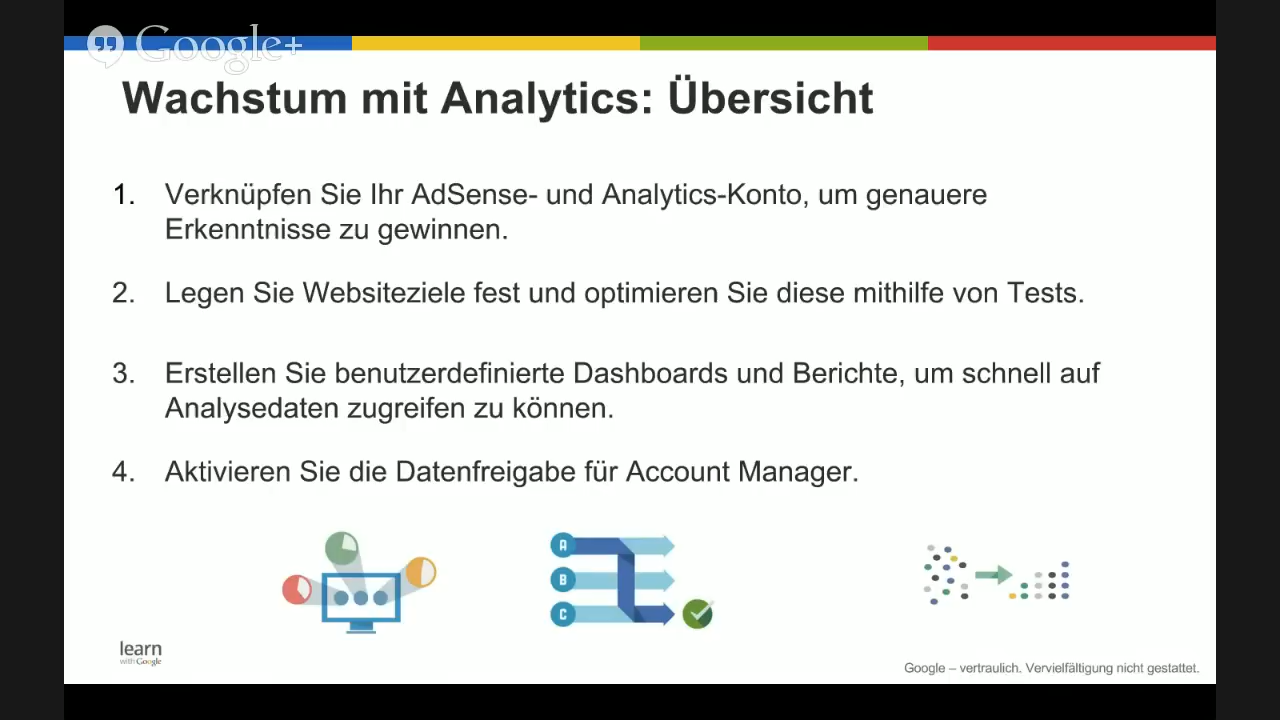 Google+
Wachstum mit Analytics: Übersicht
1. Verknüpfen Sie Ihr AdSense- und Analytics-Konto, um genauere
Erkenntnisse zu gewinnen.
2. Legen Sie Websiteziele fest und optimieren Sie diese mithilfe von Tests.
3. Erstellen Sie benutzerdefinierte Dashboards und Berichte, um schnell auf
Analysedaten zugreifen zu können.
4. Aktivieren Sie die Datenfreigabe für Account Manager.
A
B
C
learn
with Google
Google – vertraulich. Vervielfältigung nicht gestattet.